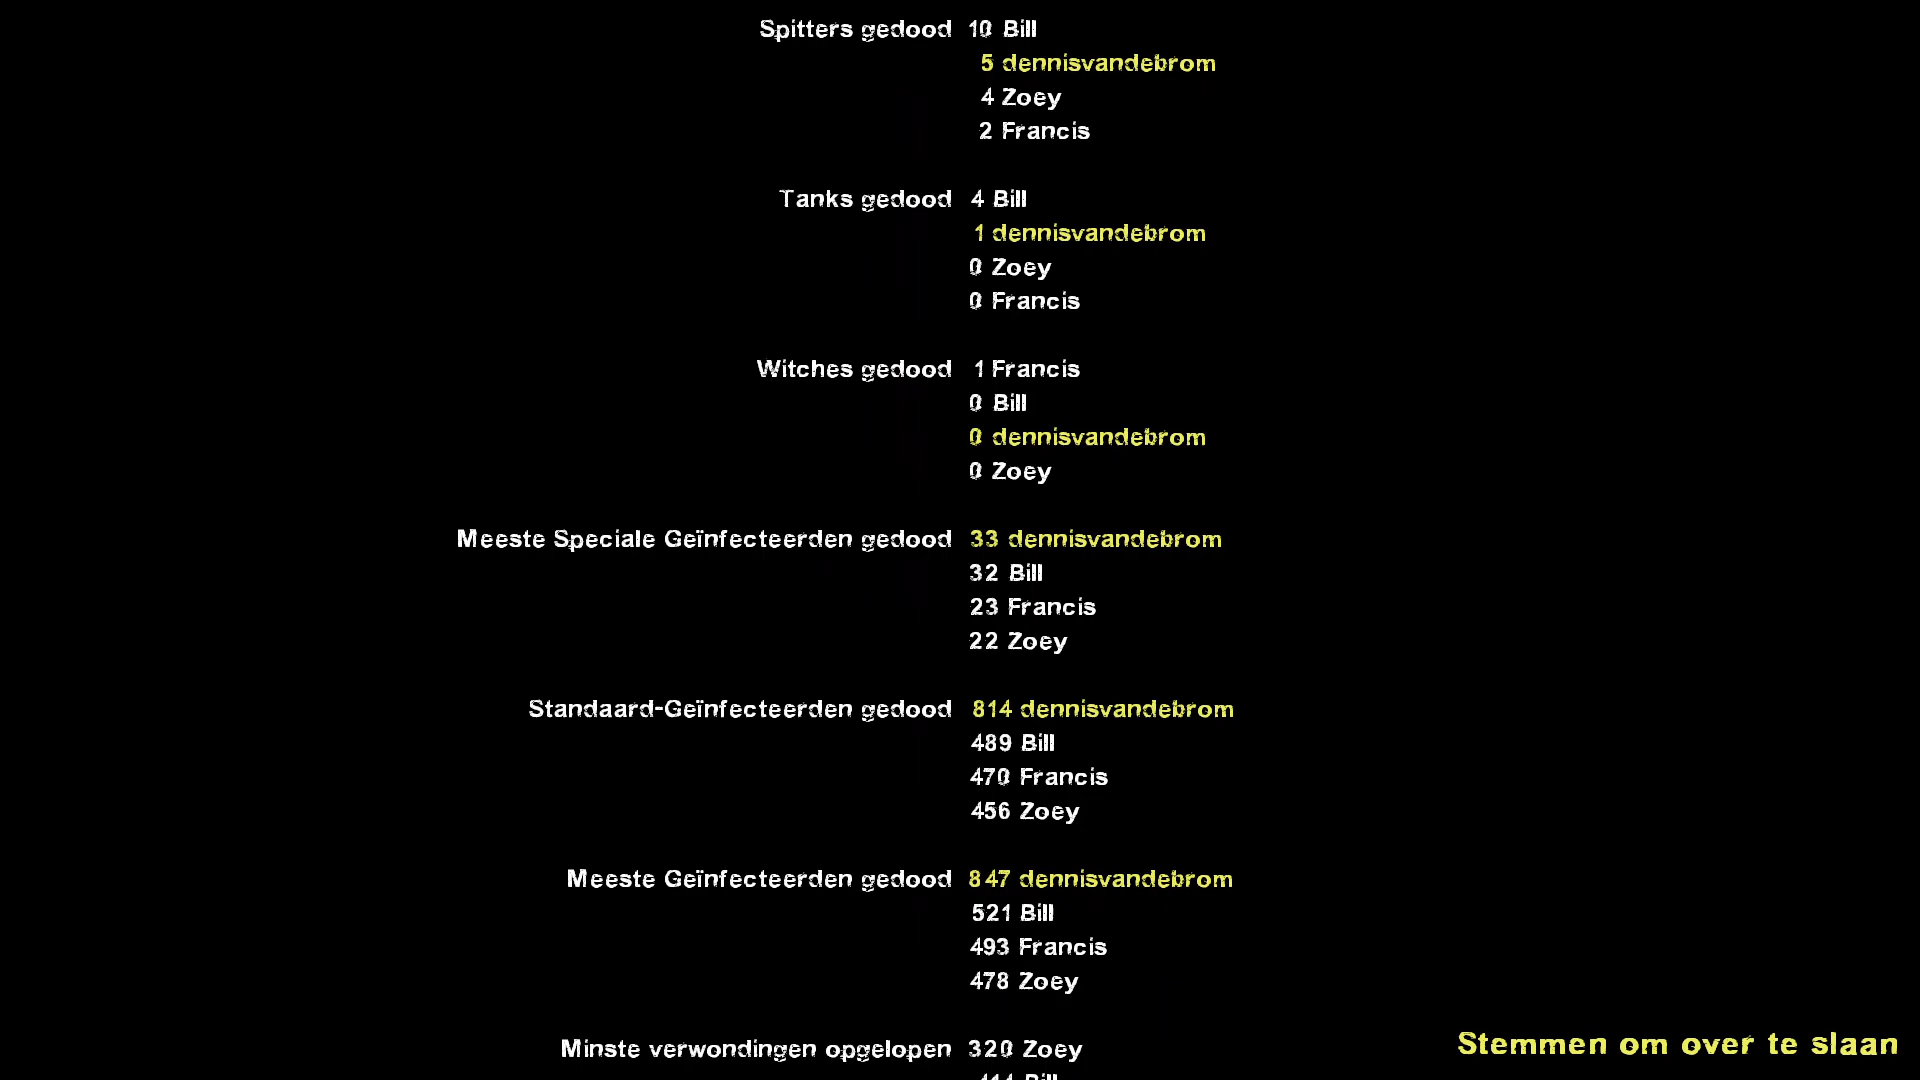 Spitters gedood 10 Bill
5 dennisvandebrom
4 Zoey
2 Francis
Tanks gedood 4 Bill
1 dennisvandebrom
0 Zoey
0 Francis
Witches gedood 1 Francis
0 Bill
0 dennisvandebrom
0 Zoey
Meeste Speciale Geïnfecteerden gedood 33 dennisvandebrom
32 Bill
23 Francis
22 Zoey
Standaard-Geïnfecteerden gedood 814 dennisvandebrom
489 Bill
470 Francis
456 Zoey
Meeste Geïnfecteerden gedood 847 dennisvandebrom
521 Bill
493 Francis
478 Zoey
Minste verwondingen opgelopen 320 Zoey
Bill
Stemmen om over te slaan